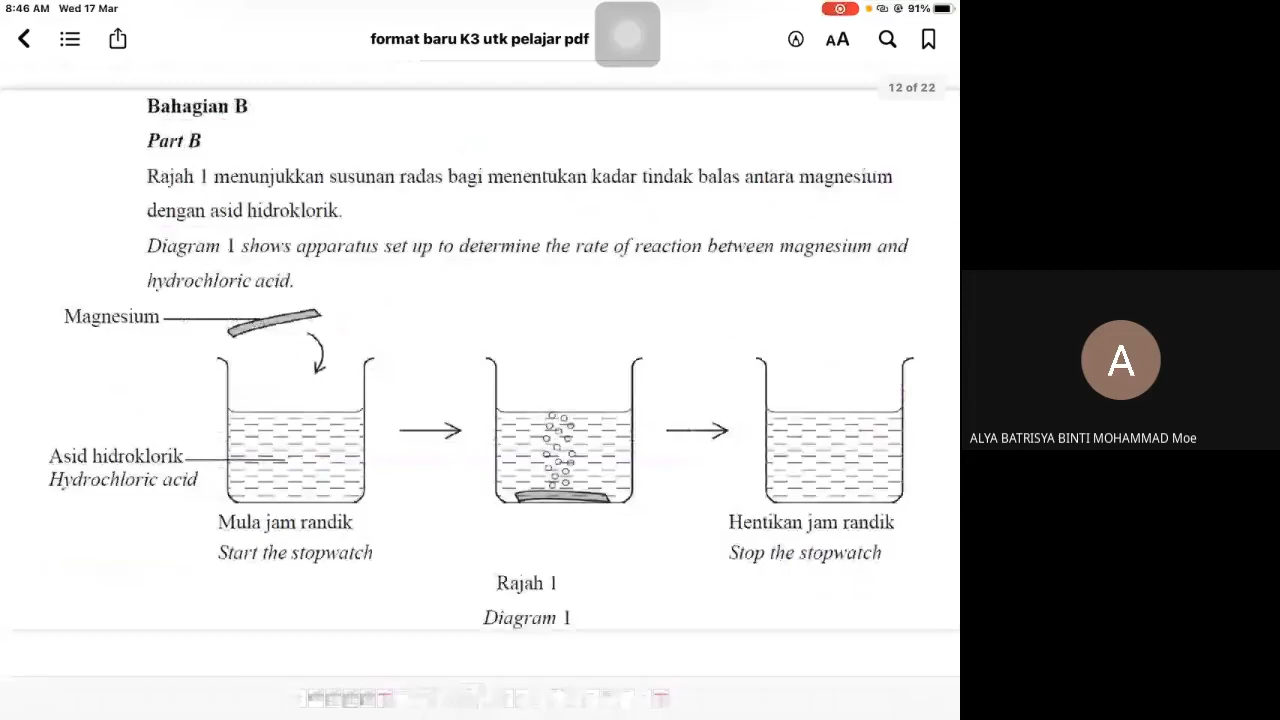 8:46 AM Wed 17 Mar
91%
format baru K3 utk pelajar pdf
AA
12 of 22
Bahagian B
Part B
Rajah 1 menunjukkan susunan radas bagi menentukan kadar tindak balas antara magnesium
dengan asid hidroklorik.
Diagram 1 shows apparatus set up to determine the rate of reaction between magnesium and
hydrochloric acid.
Magnesium
Asid hidroklorik
Hydrochloric acid
Mula jam randik
Start the stopwatch
Hentikan jam randik
Stop the stopwatch
Rajah 1
Diagram 1
A
ALYA BATRISYA BINTI MOHAMMAD Moe